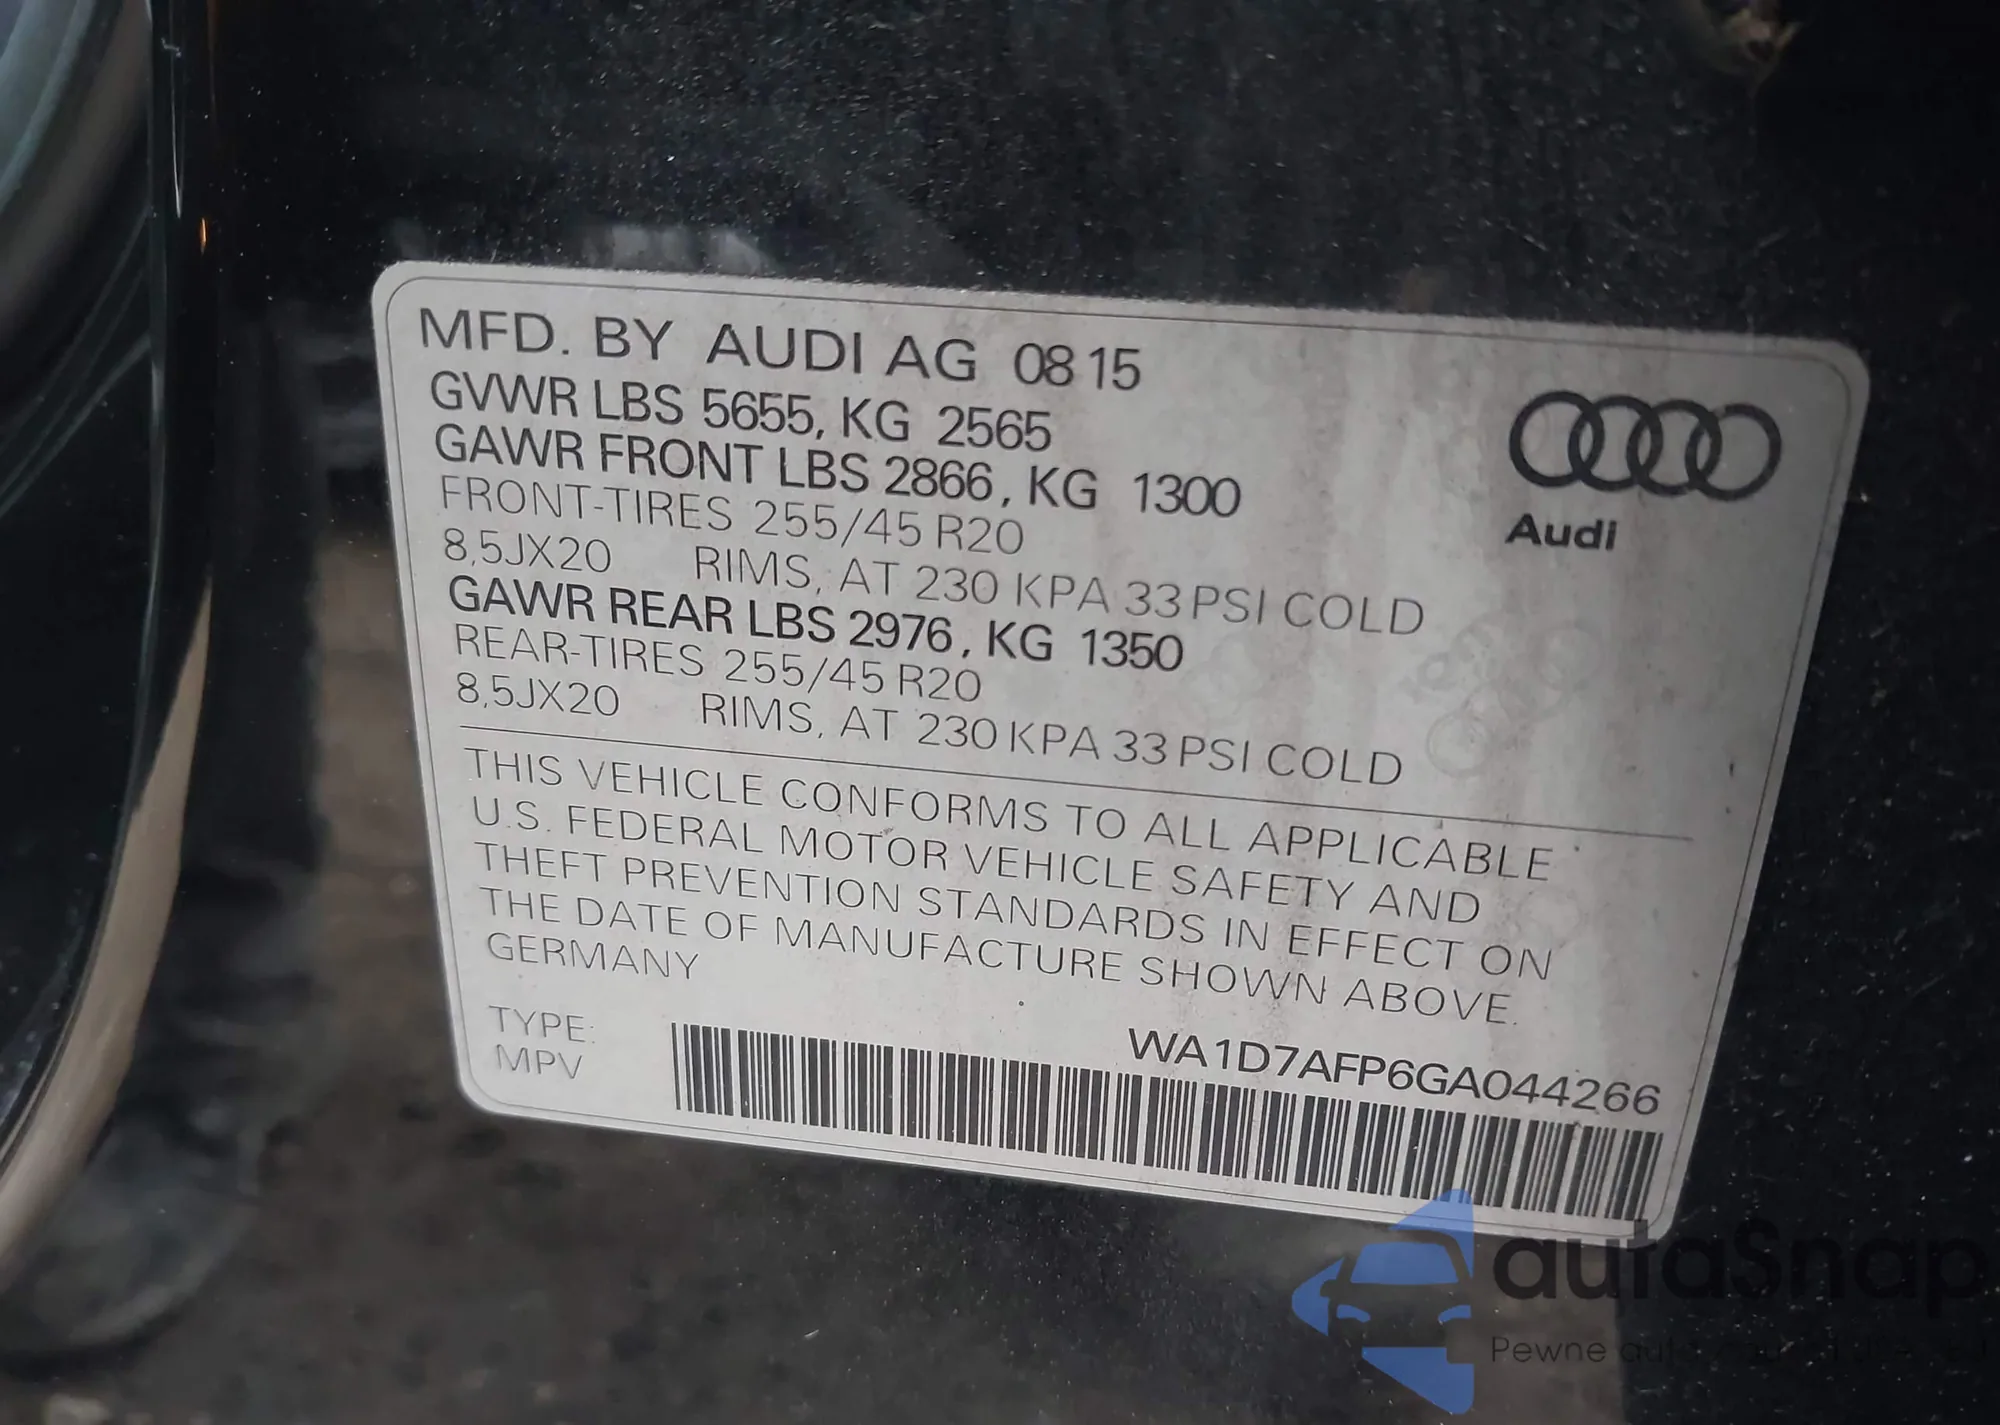 MFD. BY AUDI AG 08 15
GVWR LBS 5655, KG 2565
GAWR FRONT LBS 2866, KG 1300
FRONT-TIRES 255/45 R20
8,5JX20 RIMS, AT 230 KPA 33 PSI COLD
GAWR REAR LBS 2976, KG 1350
REAR-TIRES 255/45 R20
8,5JX20 RIMS, AT 230 KPA 33 PSI COLD
Audi
THIS VEHICLE CONFORMS TO ALL APPLICABLE
U.S. FEDERAL MOTOR VEHICLE SAFETY AND
THEFT PREVENTION STANDARDS IN EFFECT ON
THE DATE OF MANUFACTURE SHOWN ABOVE.
GERMANY
TYPE:
MPV
WA1D7AFP6GA044266
autaSnap
Pewne